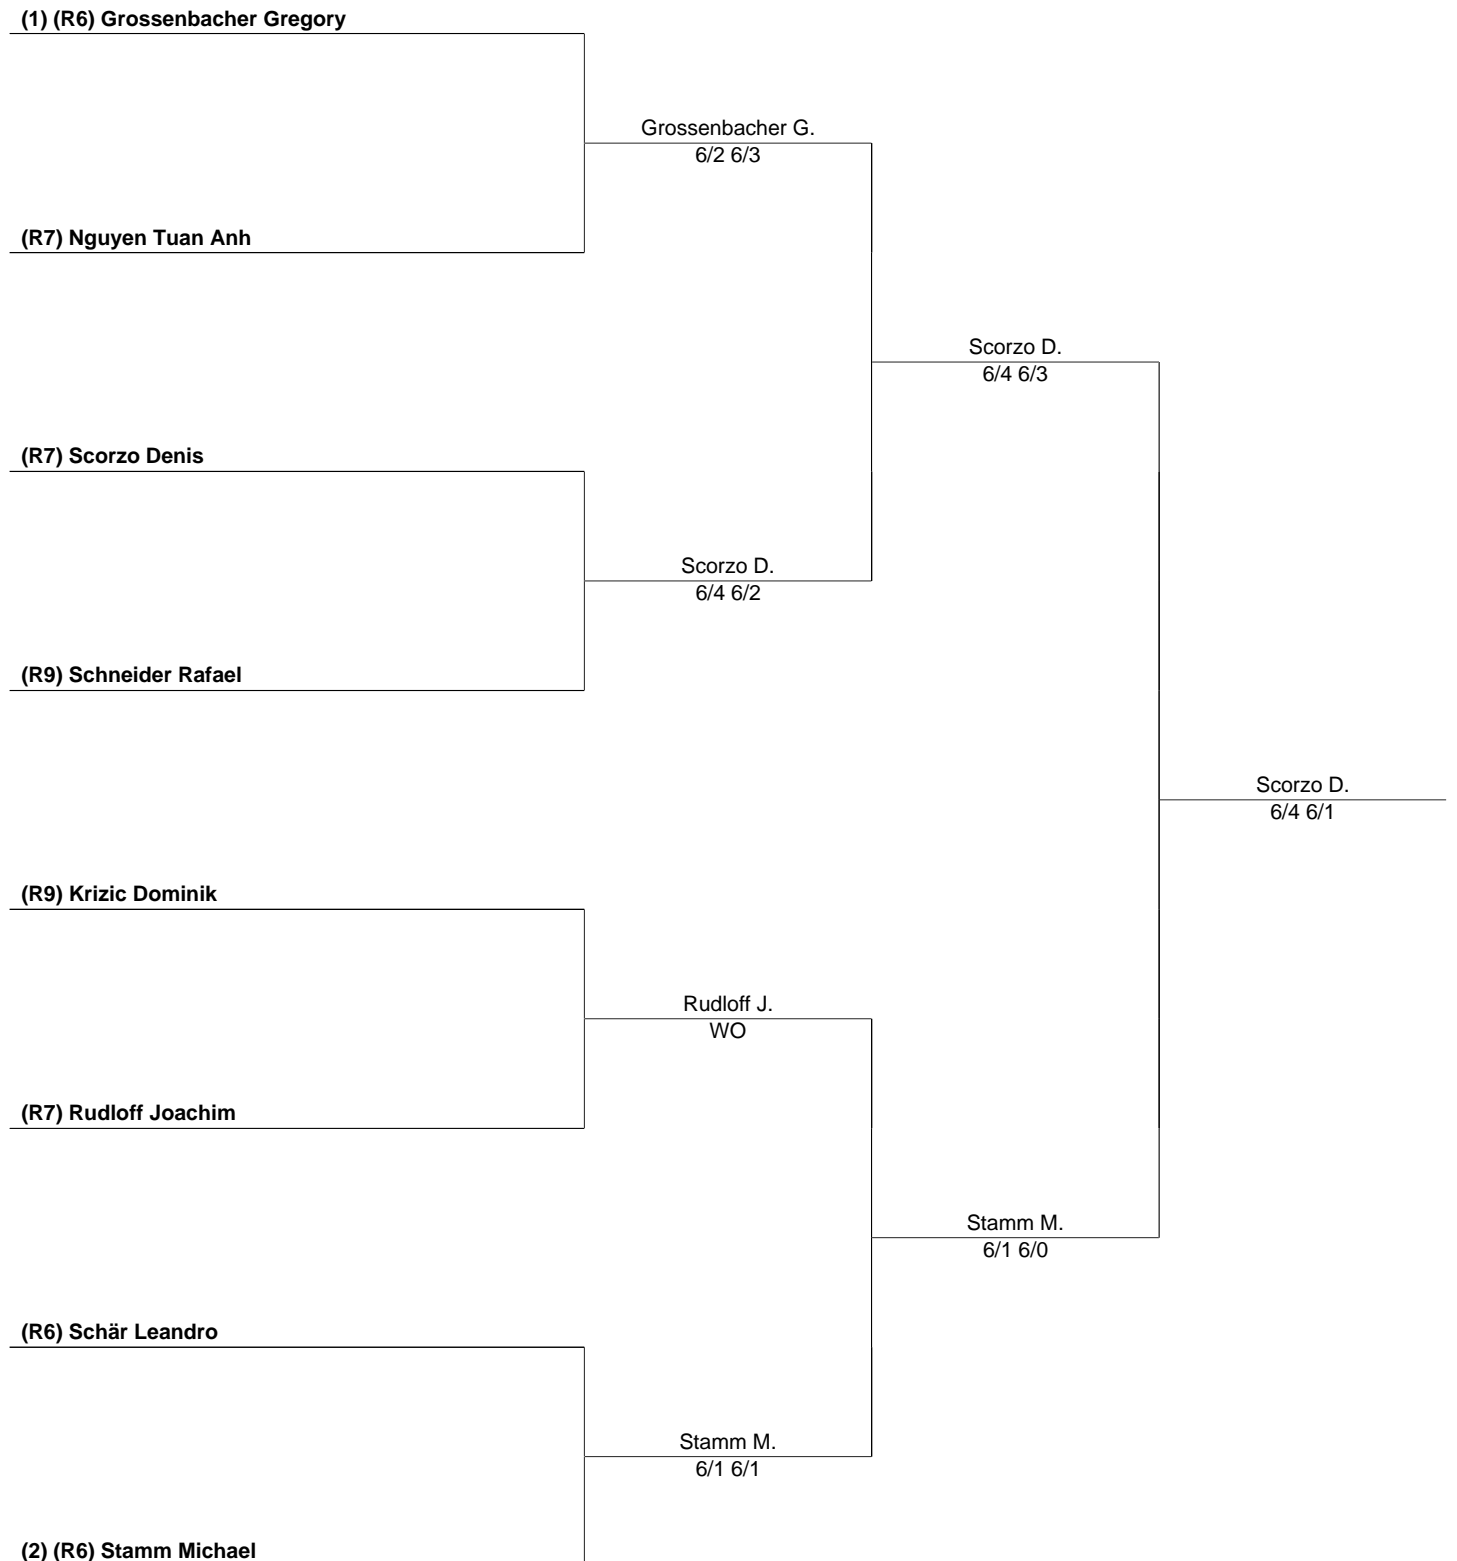 (1) (R6) Grossenbacher Gregory
Grossenbacher G.
6/2 6/3
(R7) Nguyen Tuan Anh
Scorzo D.
6/4 6/3
(R7) Scorzo Denis
Scorzo D.
6/4 6/2
(R9) Schneider Rafael
Scorzo D.
6/4 6/1
(R9) Krizic Dominik
Rudloff J.
WO
(R7) Rudloff Joachim
Stamm M.
6/1 6/0
(R6) Schär Leandro
Stamm M.
6/1 6/1
(2) (R6) Stamm Michael